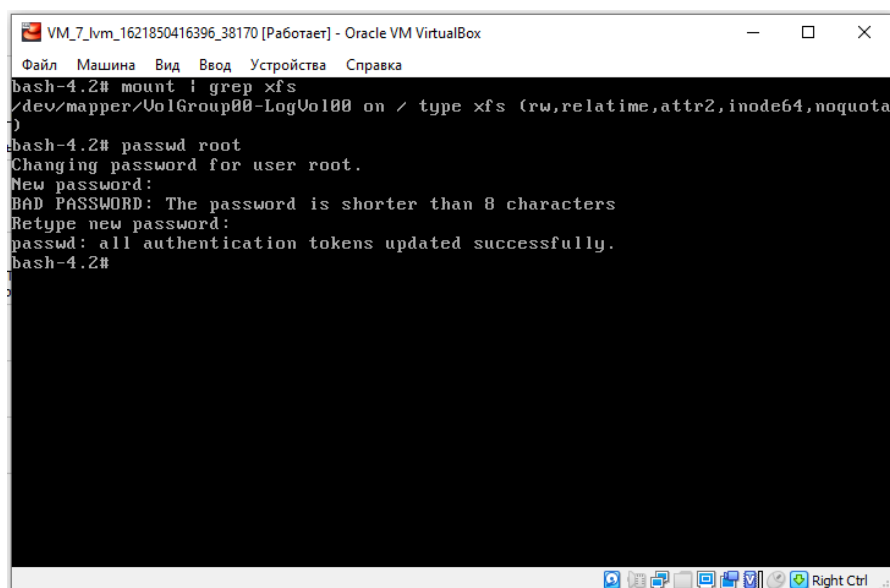 VM_7_lvm_1621850416396_38170 [Работает] - Oracle VM VirtualBox
Файл Машина Вид Ввод Устройства Справка
bash-4.2# mount | grep xfs
/dev/mapper/VolGroup00-LogVol00 on / type xfs (rw,relatime,attr2,inode64,noquota
)
bash-4.2# passwd root
Changing password for user root.
New password:
BAD PASSWORD: The password is shorter than 8 characters
Retype new password:
passwd: all authentication tokens updated successfully.
bash-4.2#
Right Ctrl